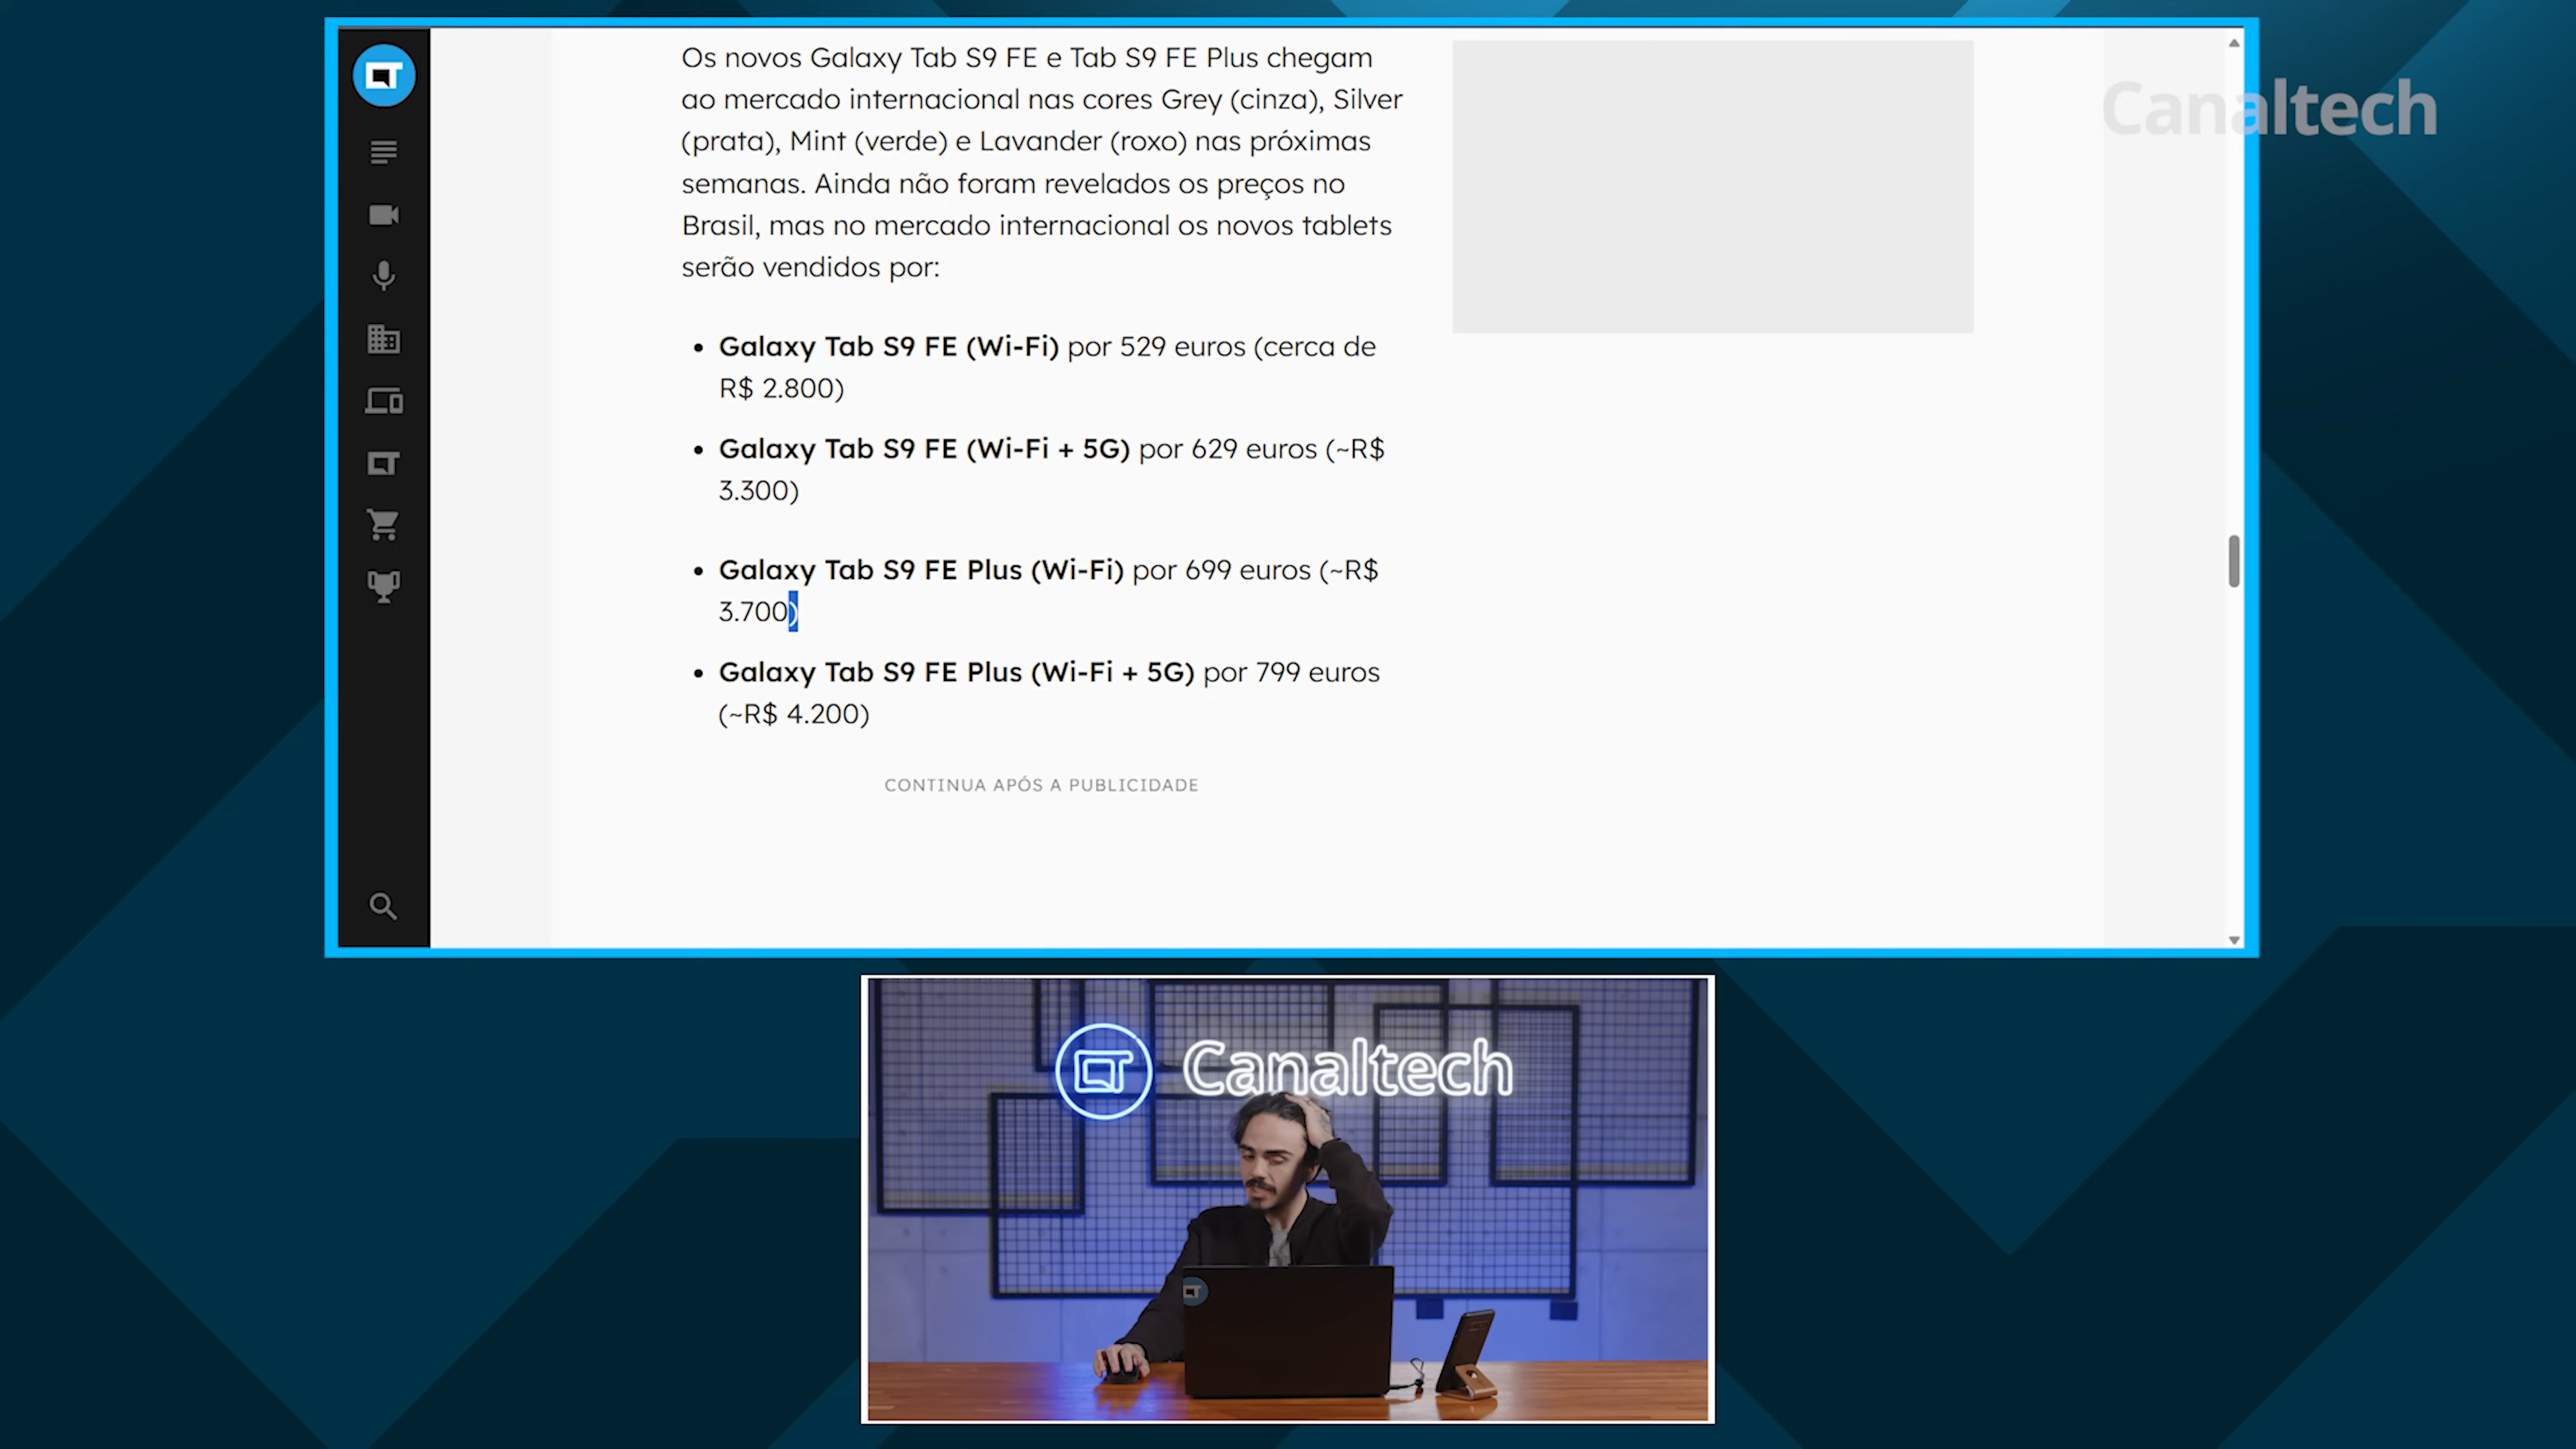 Os novos Galaxy Tab S9 FE e Tab S9 FE Plus chegam
ao mercado internacional nas cores Grey (cinza), Silver
(prata), Mint (verde) e Lavander (roxo) nas próximas
semanas. Ainda não foram revelados os preços no
Brasil, mas no mercado internacional os novos tablets
serão vendidos por:
• Galaxy Tab S9 FE (Wi-Fi) por 529 euros (cerca de
R$ 2.800)
• Galaxy Tab S9 FE (Wi-Fi + 5G) por 629 euros (~R$
3.300)
• Galaxy Tab S9 FE Plus (Wi-Fi) por 699 euros (~R$
3.700)
• Galaxy Tab S9 FE Plus (Wi-Fi + 5G) por 799 euros
(~R$ 4.200)
CONTINUA APÓS A PUBLICIDADE
Canaltech
Canaltech